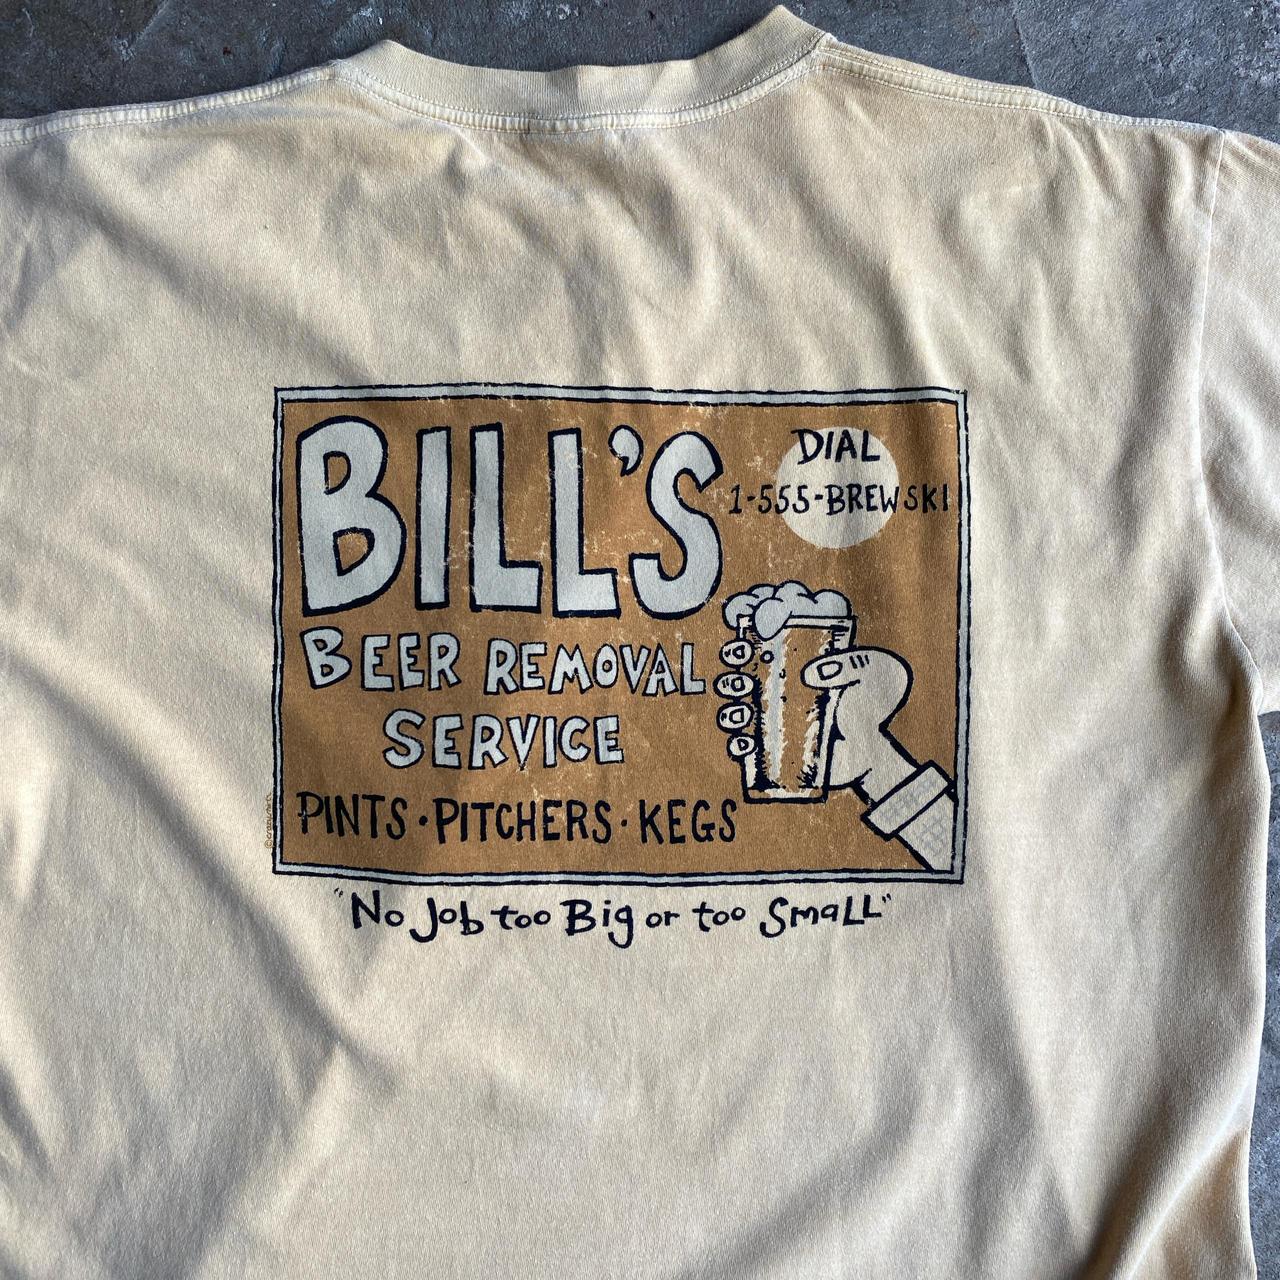 BILL'S
DIAL
1-555-BREWSKI
BEER REMOVAL
SERVICE
PINTS · PITCHERS · KEGS
"No Job too Big or too Small"